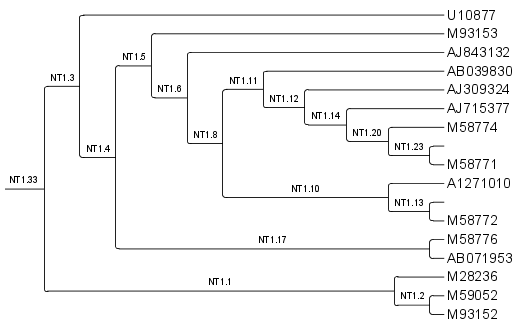 U10877
M93153
NT1.5
AJ843132
NT1.3
AB039830
NT1.11
NT1.6
AJ309324
NT1.12
AJ715377
NT1.14
M58774
NT1.20
NT1.8
NT1.4
NT1.23
M58771
NT1.33
A1271010
NT1.10
NT1.13
M58772
M58776
NT1.17
AB071953
M28236
NT1.1
M59052
NT1.2
M93152